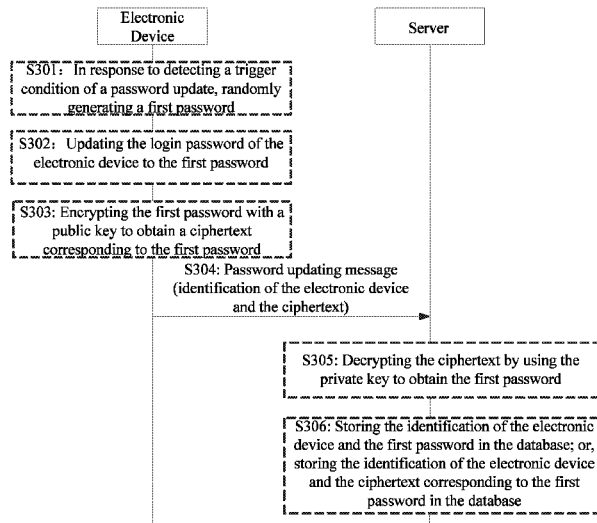 Electronic
Device
Server
S301：In response to detecting a trigger
condition of a password update, randomly
generating a first password
S302：Updating the login password of the
electronic device to the first password
S303: Encrypting the first password with a
public key to obtain a ciphertext
corresponding to the first password
S304: Password updating message
(identification of the electronic device
and the ciphertext)
S305: Decrypting the ciphertext by using the
private key to obtain the first password
S306: Storing the identification of the electronic
device and the first password in the database; or,
storing the identification of the electronic device
and the ciphertext corresponding to the first
password in the database